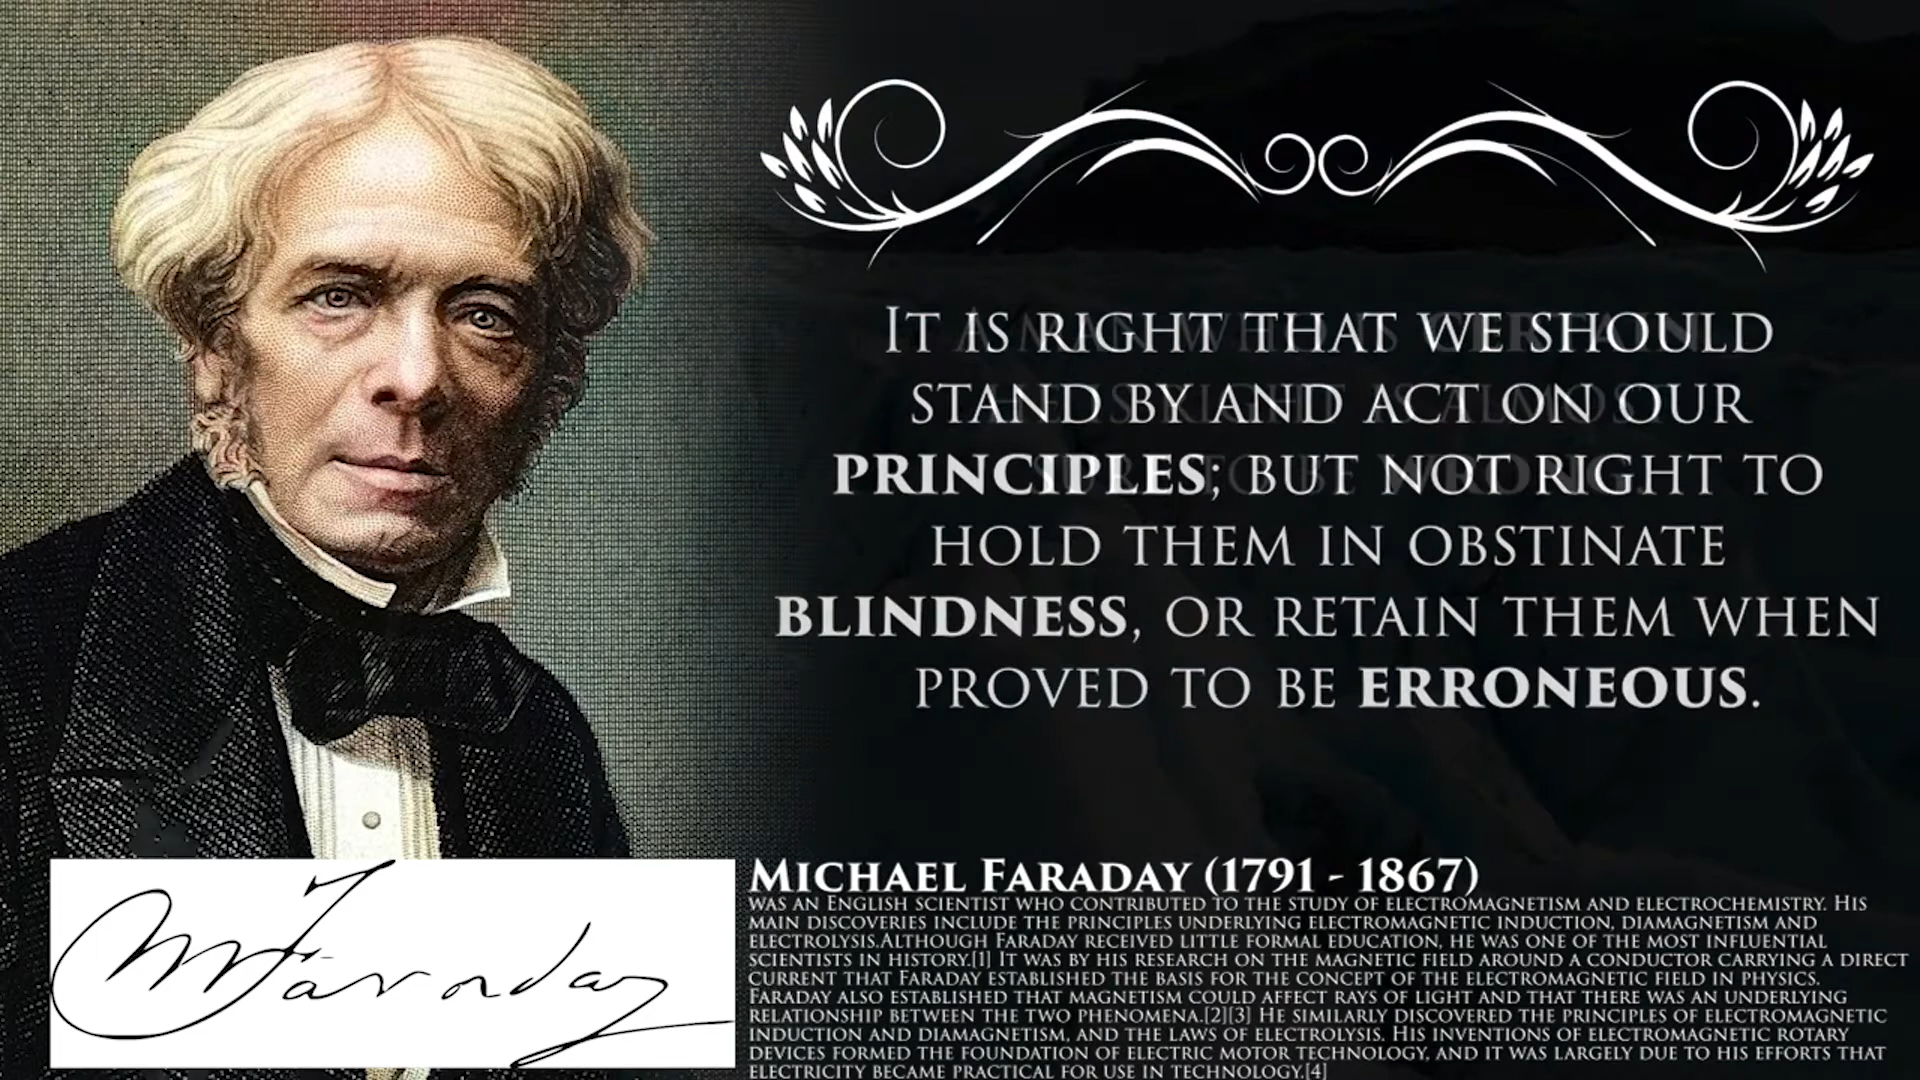 IT IS RIGHT THAT WE SHOULD
STAND BY AND ACT ON OUR
PRINCIPLES; BUT NOT RIGHT TO
HOLD THEM IN OBSTINATE
BLINDNESS, OR RETAIN THEM WHEN
PROVED TO BE ERRONEOUS.
MICHAEL FARADAY (1791 - 1867)
WAS AN ENGLISH SCIENTIST WHO CONTRIBUTED TO THE STUDY OF ELECTROMAGNETISM AND ELECTROCHEMISTRY. HIS
MAIN DISCOVERIES INCLUDE THE PRINCIPLES UNDERLYING ELECTROMAGNETIC INDUCTION, DIAMAGNETISM AND
ELECTROLYSIS.ALTHOUGH FARADAY RECEIVED LITTLE FORMAL EDUCATION, HE WAS ONE OF THE MOST INFLUENTIAL
SCIENTISTS IN HISTORY.[1] IT WAS BY HIS RESEARCH ON THE MAGNETIC FIELD AROUND A CONDUCTOR CARRYING A DIRECT
CURRENT THAT FARADAY ESTABLISHED THE BASIS FOR THE CONCEPT OF THE ELECTROMAGNETIC FIELD IN PHYSICS.
FARADAY ALSO ESTABLISHED THAT MAGNETISM COULD AFFECT RAYS OF LIGHT AND THAT THERE WAS AN UNDERLYING
RELATIONSHIP BETWEEN THE TWO PHENOMENA.[2][3] HE SIMILARLY DISCOVERED THE PRINCIPLES OF ELECTROMAGNETIC
INDUCTION AND DIAMAGNETISM, AND THE LAWS OF ELECTROLYSIS. HIS INVENTIONS OF ELECTROMAGNETIC ROTARY
DEVICES FORMED THE FOUNDATION OF ELECTRIC MOTOR TECHNOLOGY, AND IT WAS LARGELY DUE TO HIS EFFORTS THAT
ELECTRICITY BECAME PRACTICAL FOR USE IN TECHNOLOGY.[4]
M Faraday